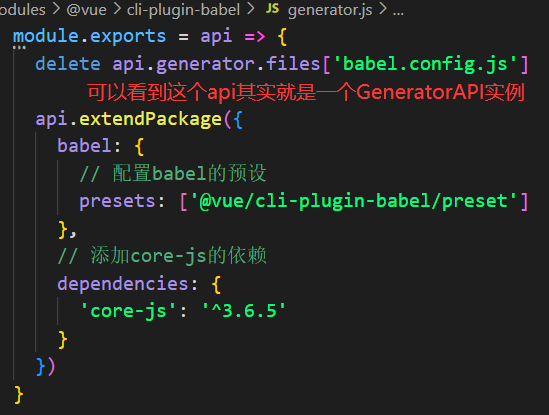 odules > @vue > cli-plugin-babel > JS generator.js > ...
module.exports = api => {
  delete api.generator.files['babel.config.js']
可以看到这个api其实就是一个GeneratorAPI实例
  api.extendPackage({
    babel: {
      // 配置babel的预设
      presets: ['@vue/cli-plugin-babel/preset']
    },
    // 添加core-js的依赖
    dependencies: {
      'core-js': '^3.6.5'
    }
  })
}